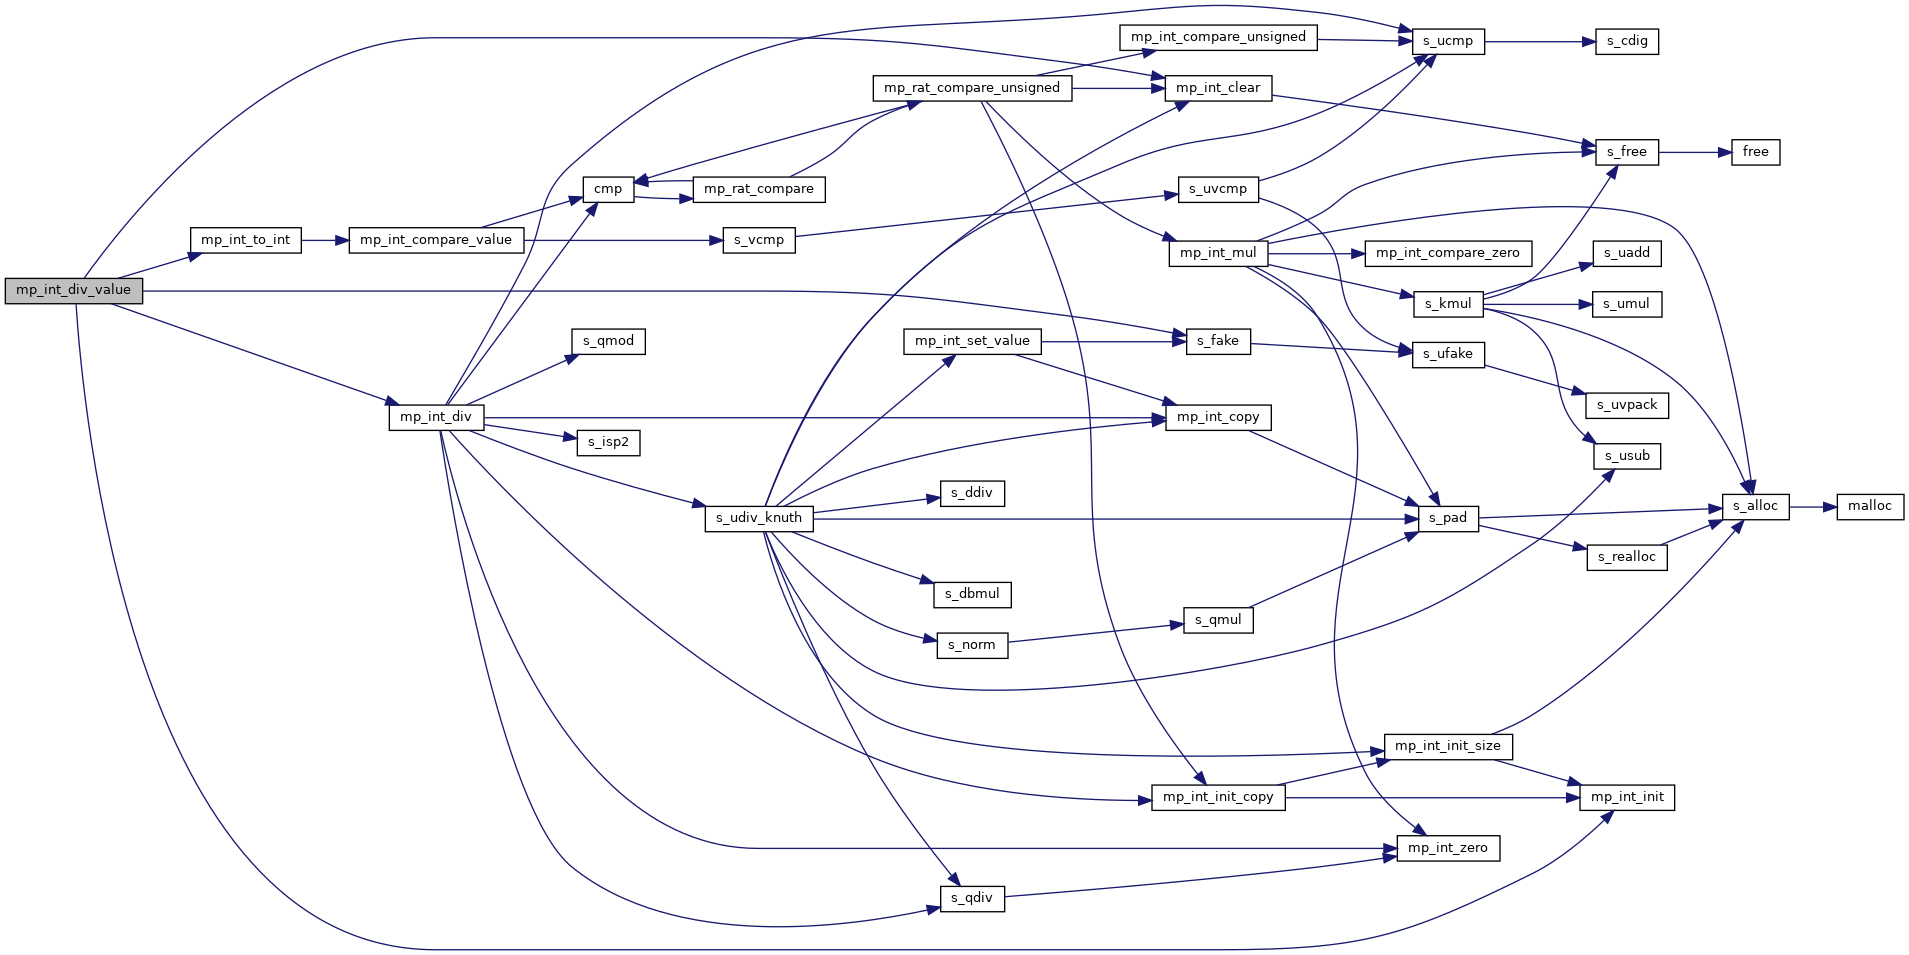 mp_int_div_value
mp_int_to_int
mp_int_compare_value
mp_int_div
cmp
s_qmod
s_isp2
mp_rat_compare
s_vcmp
s_udiv_knuth
mp_rat_compare_unsigned
mp_int_set_value
s_ddiv
s_dbmul
s_norm
s_qdiv
mp_int_compare_unsigned
mp_int_clear
s_uvcmp
mp_int_mul
s_fake
mp_int_copy
s_qmul
mp_int_init_copy
s_ucmp
mp_int_compare_zero
s_kmul
s_ufake
s_pad
mp_int_init_size
mp_int_zero
s_cdig
s_free
s_uadd
s_umul
s_uvpack
s_usub
s_realloc
mp_int_init
free
s_alloc
malloc